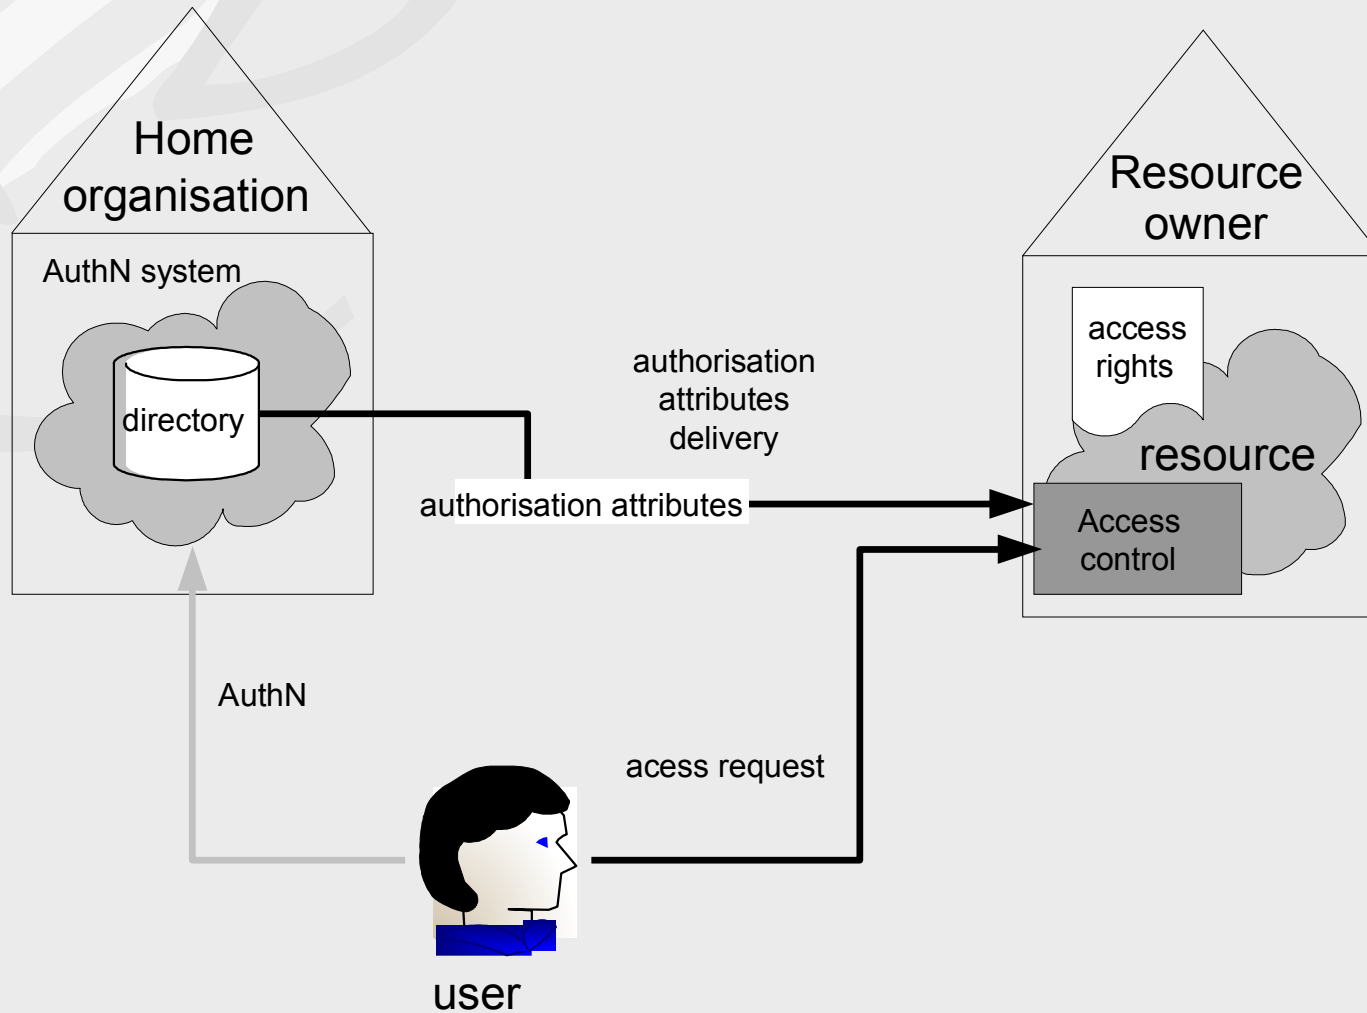 Home
organisation
AuthN system
directory
authorisation
attributes
delivery
authorisation attributes
Resource
owner
access
rights
resource
Access
control
AuthN
acess request
user